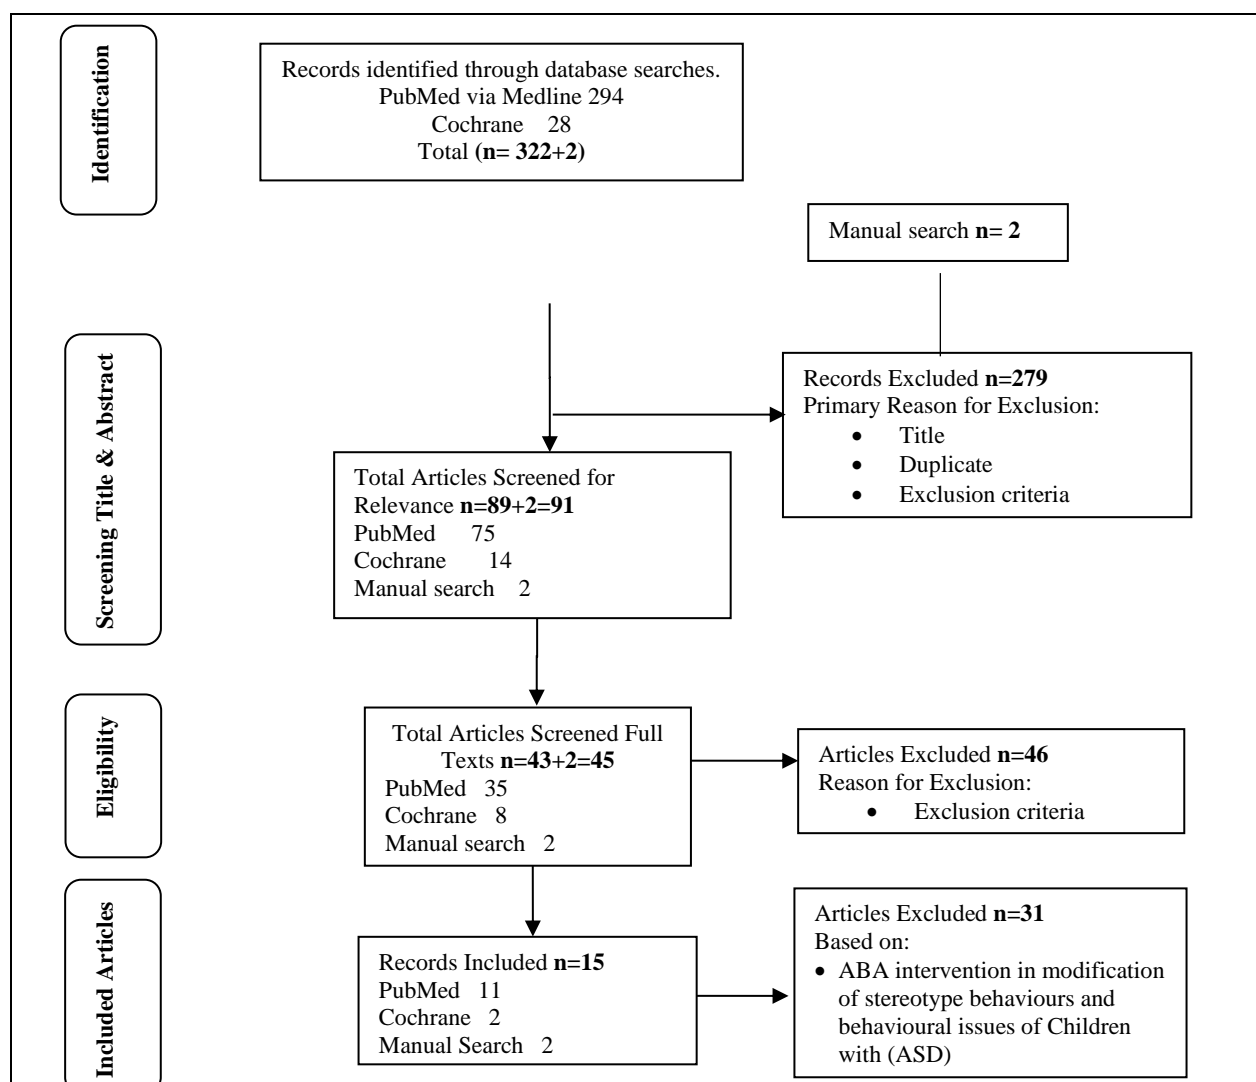 Identification
Records identified through database searches.
PubMed via Medline 294
Cochrane 28
Total (n= 322+2)
Manual search n= 2
Screening Title & Abstract
Records Excluded n=279
Primary Reason for Exclusion:
• Title
• Duplicate
• Exclusion criteria
Total Articles Screened for
Relevance n=89+2=91
PubMed 75
Cochrane 14
Manual search 2
Eligibility
Total Articles Screened Full
Texts n=43+2=45
PubMed 35
Cochrane 8
Manual search 2
Articles Excluded n=46
Reason for Exclusion:
• Exclusion criteria
Included Articles
Records Included n=15
PubMed 11
Cochrane 2
Manual Search 2
Articles Excluded n=31
Based on:
• ABA intervention in modification
of stereotype behaviours and
behavioural issues of Children
with (ASD)